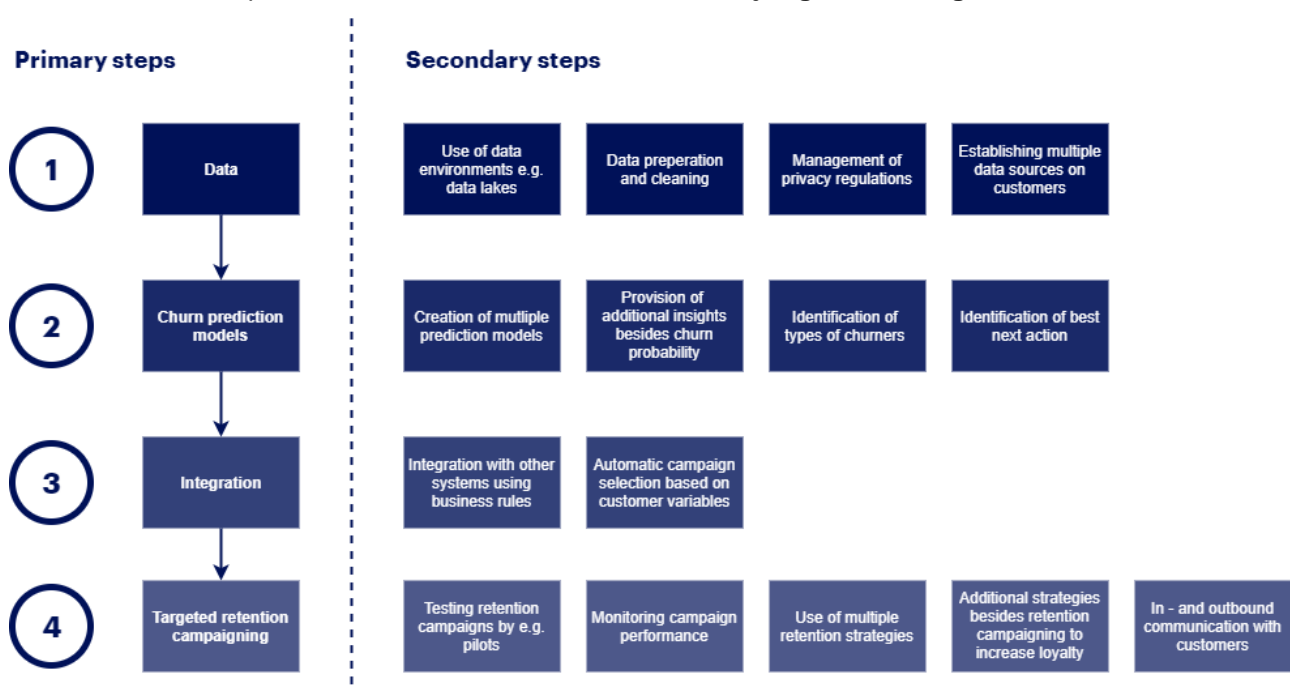 Primary steps
Secondary steps
1
Data
Use of data
environments e.g.
data lakes
Data preperation
and cleaning
Management of
privacy regulations
Establishing multiple
data sources on
customers
2
Churn prediction
models
Creation of mutliple
prediction models
Provision of
additional insights
besides churn
probability
Identification of
types of churners
Identification of best
next action
3
Integration
Integration with other
systems using
business rules
Automatic campaign
selection based on
customer variables
4
Targeted retention
campaigning
Testing retention
campaigns by e.g.
pilots
Monitoring campaign
performance
Use of multiple
retention strategies
Additional strategies
besides retention
campaigning to
increase loyalty
In - and outbound
communication with
customers